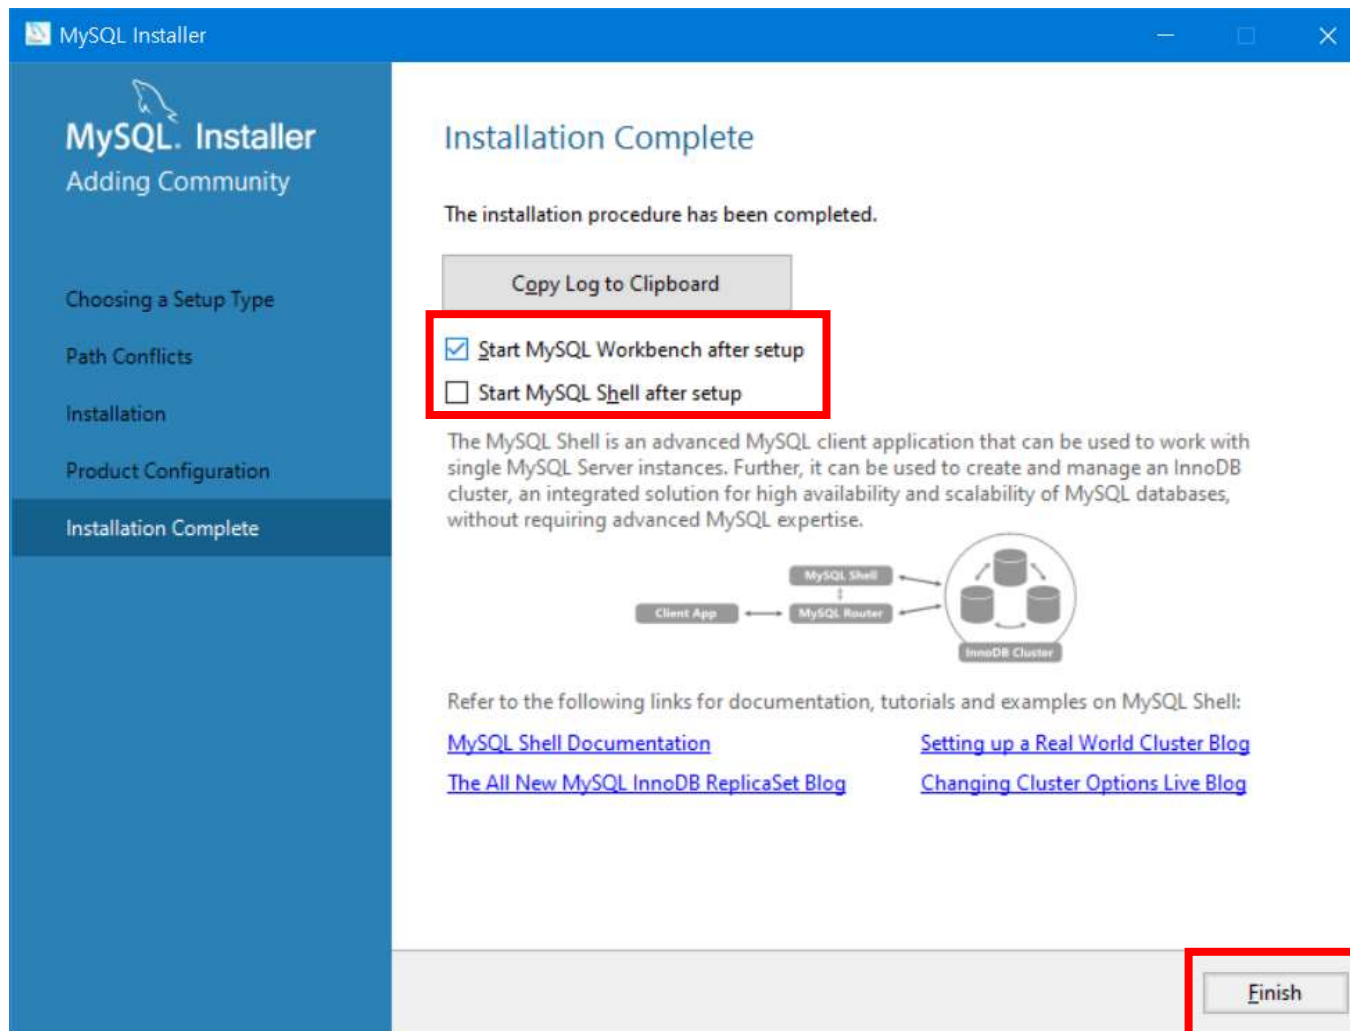 MySQL Installer
MySQL. Installer
Adding Community
Choosing a Setup Type
Path Conflicts
Installation
Product Configuration
Installation Complete
Installation Complete
The installation procedure has been completed.
Copy Log to Clipboard
Start MySQL Workbench after setup
Start MySQL Shell after setup
The MySQL Shell is an advanced MySQL client application that can be used to work with
single MySQL Server instances. Further, it can be used to create and manage an InnoDB
cluster, an integrated solution for high availability and scalability of MySQL databases,
without requiring advanced MySQL expertise.
MySQL Shell
Client App
MySQL Router
InnoDB Cluster
Refer to the following links for documentation, tutorials and examples on MySQL Shell:
MySQL Shell Documentation
Setting up a Real World Cluster Blog
The All New MySQL InnoDB ReplicaSet Blog
Changing Cluster Options Live Blog
Finish